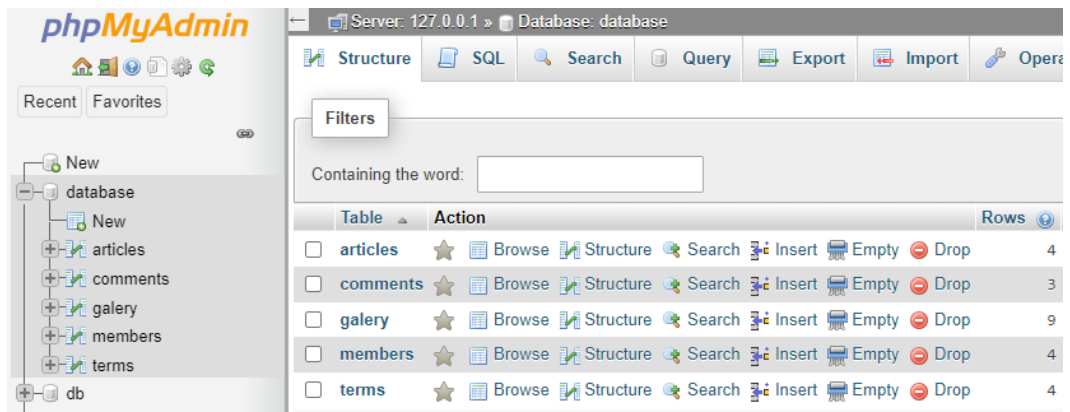 phpMyAdmin
Recent Favorites
New
database
New
articles
comments
galery
members
terms
db
← Server: 127.0.0.1 » Database: database
Structure SQL Search Query Export Import Opera
Filters
Containing the word:
Table Action Rows
articles Browse Structure Search Insert Empty Drop 4
comments Browse Structure Search Insert Empty Drop 3
galery Browse Structure Search Insert Empty Drop 9
members Browse Structure Search Insert Empty Drop 4
terms Browse Structure Search Insert Empty Drop 4